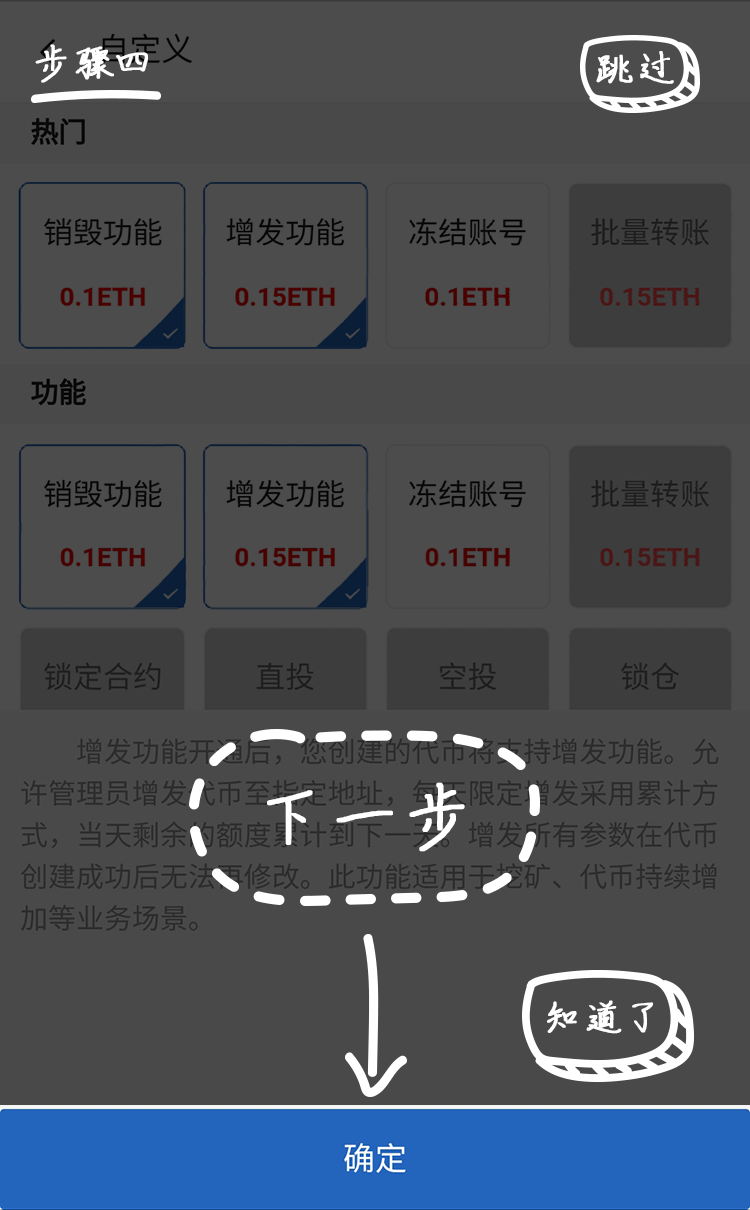 自定义
步骤四
跳过
热门
销毁功能 增发功能 冻结账号 批量转账
0.1ETH 0.15ETH 0.1ETH 0.15ETH
功能
销毁功能 增发功能 冻结账号 批量转账
0.1ETH 0.15ETH 0.1ETH 0.15ETH
锁定合约 直投 空投 锁仓
增发功能开通后，您创建的代币将支持增发功能。允
许管理员增发代币至指定地址，每天限定增发采用累计方
式，当天剩余的额度累计到下一天。增发所有参数在代币
创建成功后无法再修改。此功能适用于挖矿、代币持续增
加等业务场景。
下一步
知道了
确定